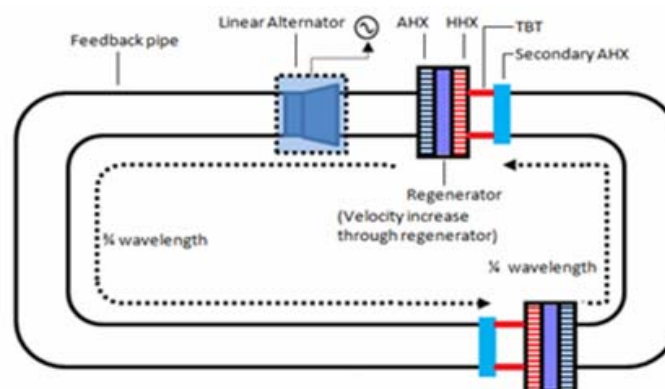 Linear Alternator
AHX
HHX
TBT
Feedback pipe
Secondary AHX
Regenerator
(Velocity increase
through regenerator)
¾ wavelength
¼ wavelength